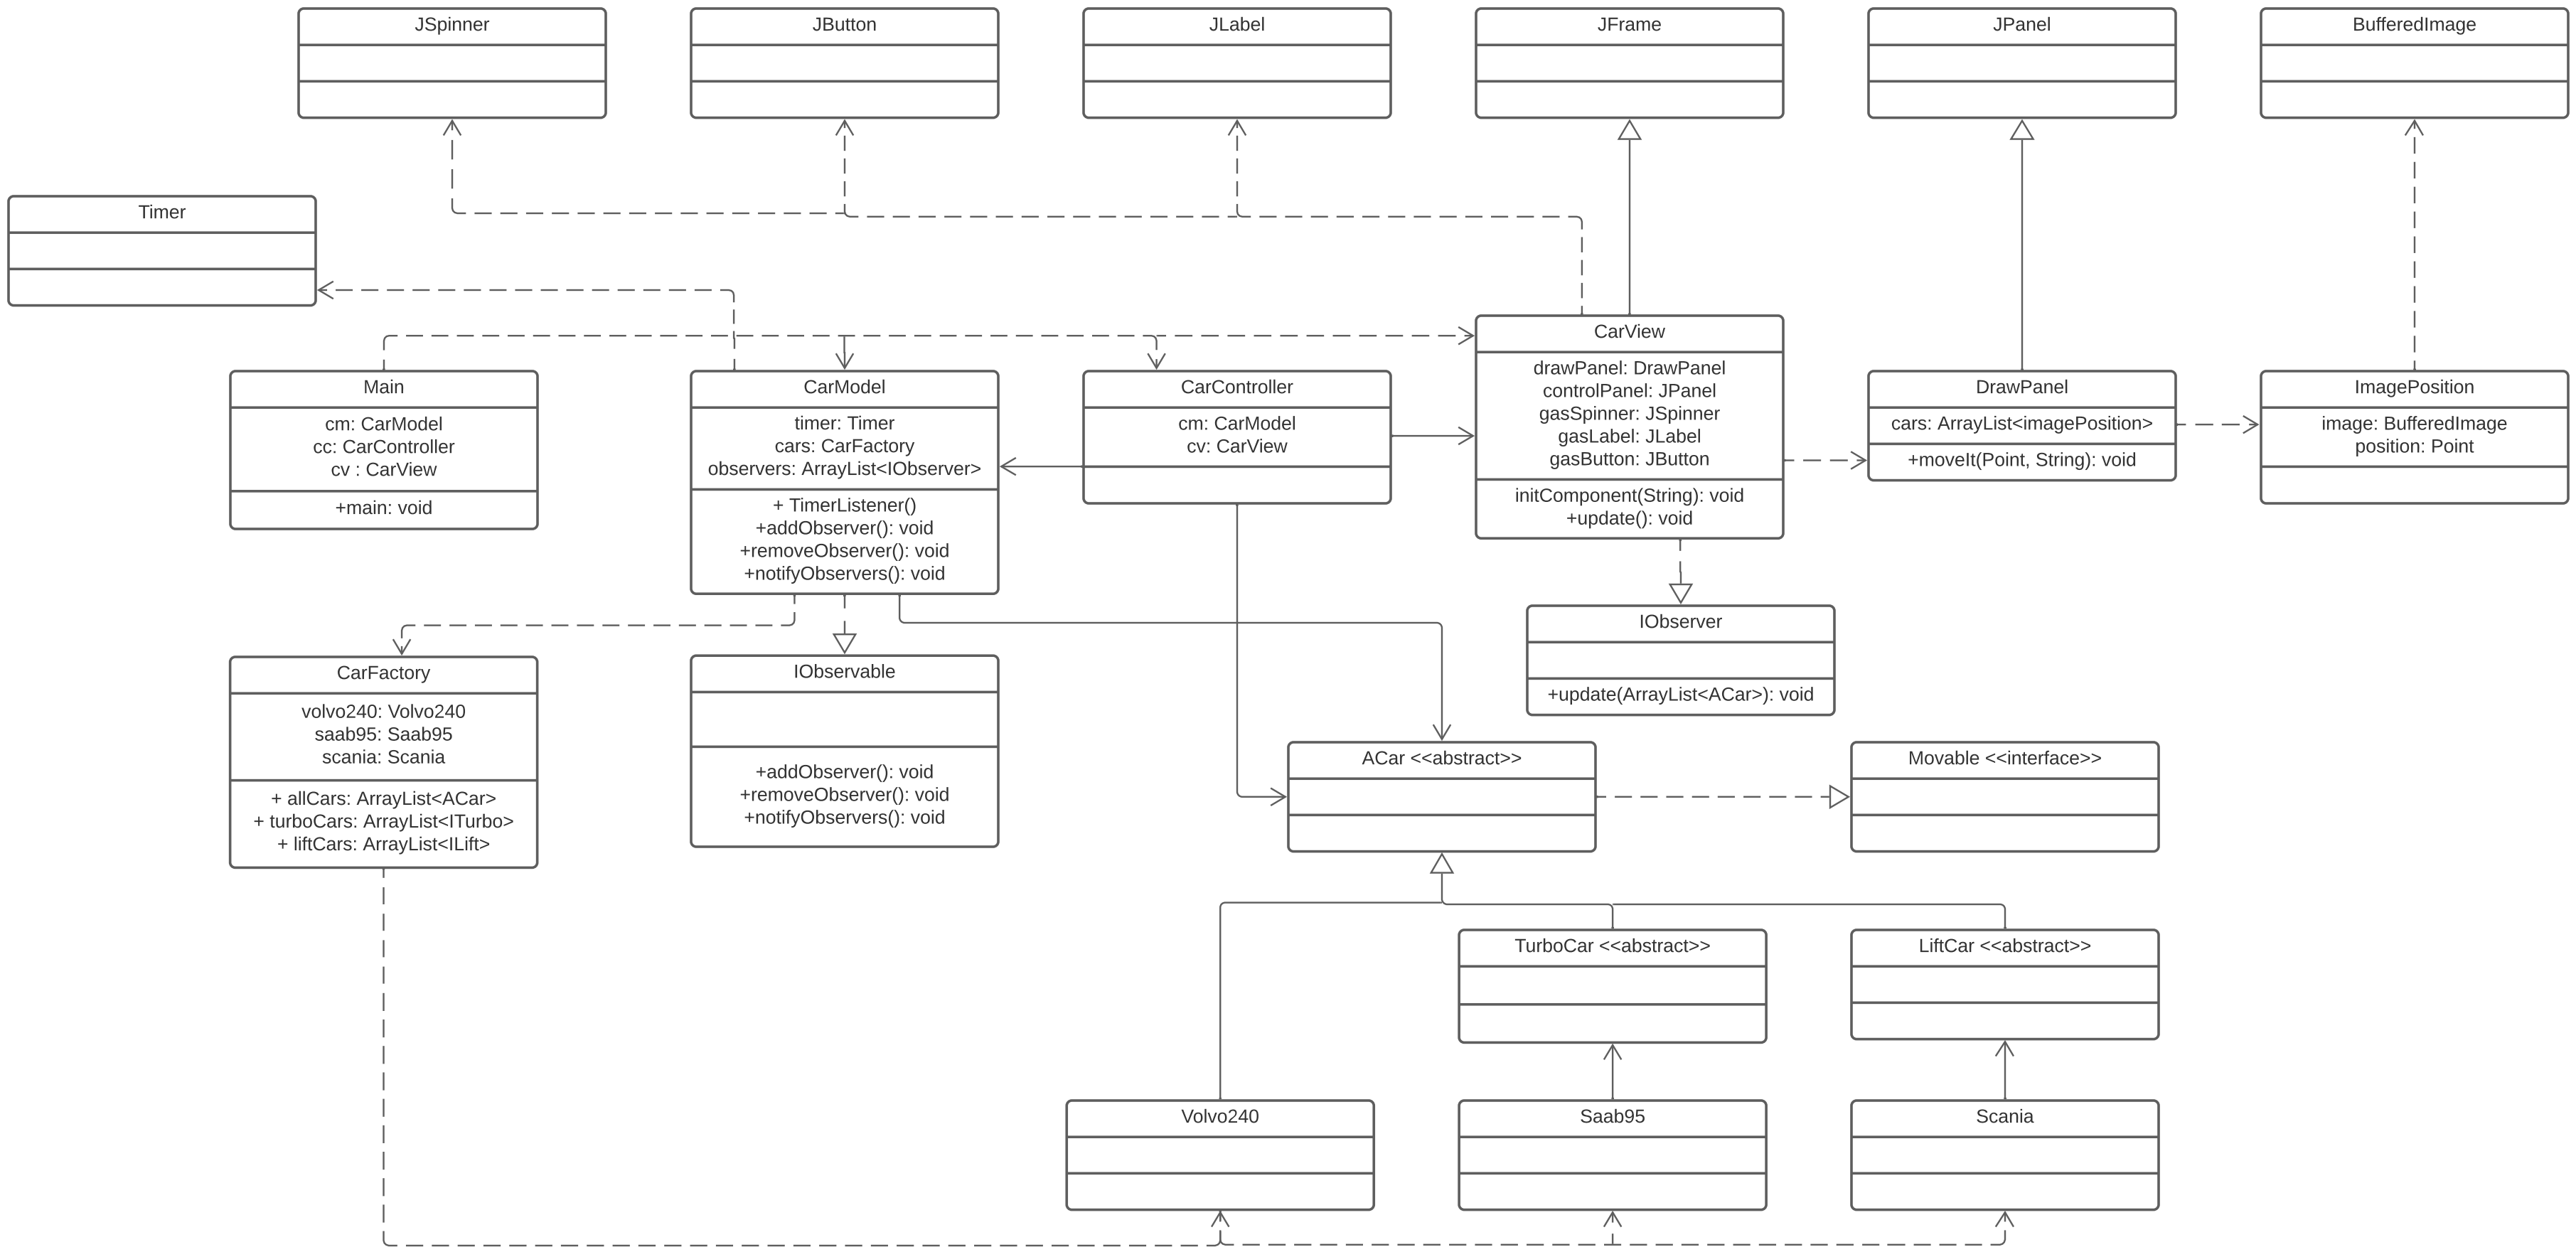 JSpinner
JButton
JLabel
JFrame
JPanel
BufferedImage
Timer
Main
cm: CarModel
cc: CarController
cv : CarView
+main: void
CarModel
timer: Timer
cars: CarFactory
observers: ArrayList<IObserver>
+ TimerListener()
+addObserver(): void
+removeObserver(): void
+notifyObservers(): void
CarController
cm: CarModel
cv: CarView
CarView
drawPanel: DrawPanel
controlPanel: JPanel
gasSpinner: JSpinner
gasLabel: JLabel
gasButton: JButton
initComponent(String): void
+update(): void
DrawPanel
cars: ArrayList<imagePosition>
+moveIt(Point, String): void
ImagePosition
image: BufferedImage
position: Point
CarFactory
volvo240: Volvo240
saab95: Saab95
scania: Scania
+ allCars: ArrayList<ACar>
+ turboCars: ArrayList<ITurbo>
+ liftCars: ArrayList<ILift>
IObservable
+addObserver(): void
+removeObserver(): void
+notifyObservers(): void
IObserver
+update(ArrayList<ACar>): void
ACar <<abstract>>
Movable <<interface>>
TurboCar <<abstract>>
LiftCar <<abstract>>
Volvo240
Saab95
Scania